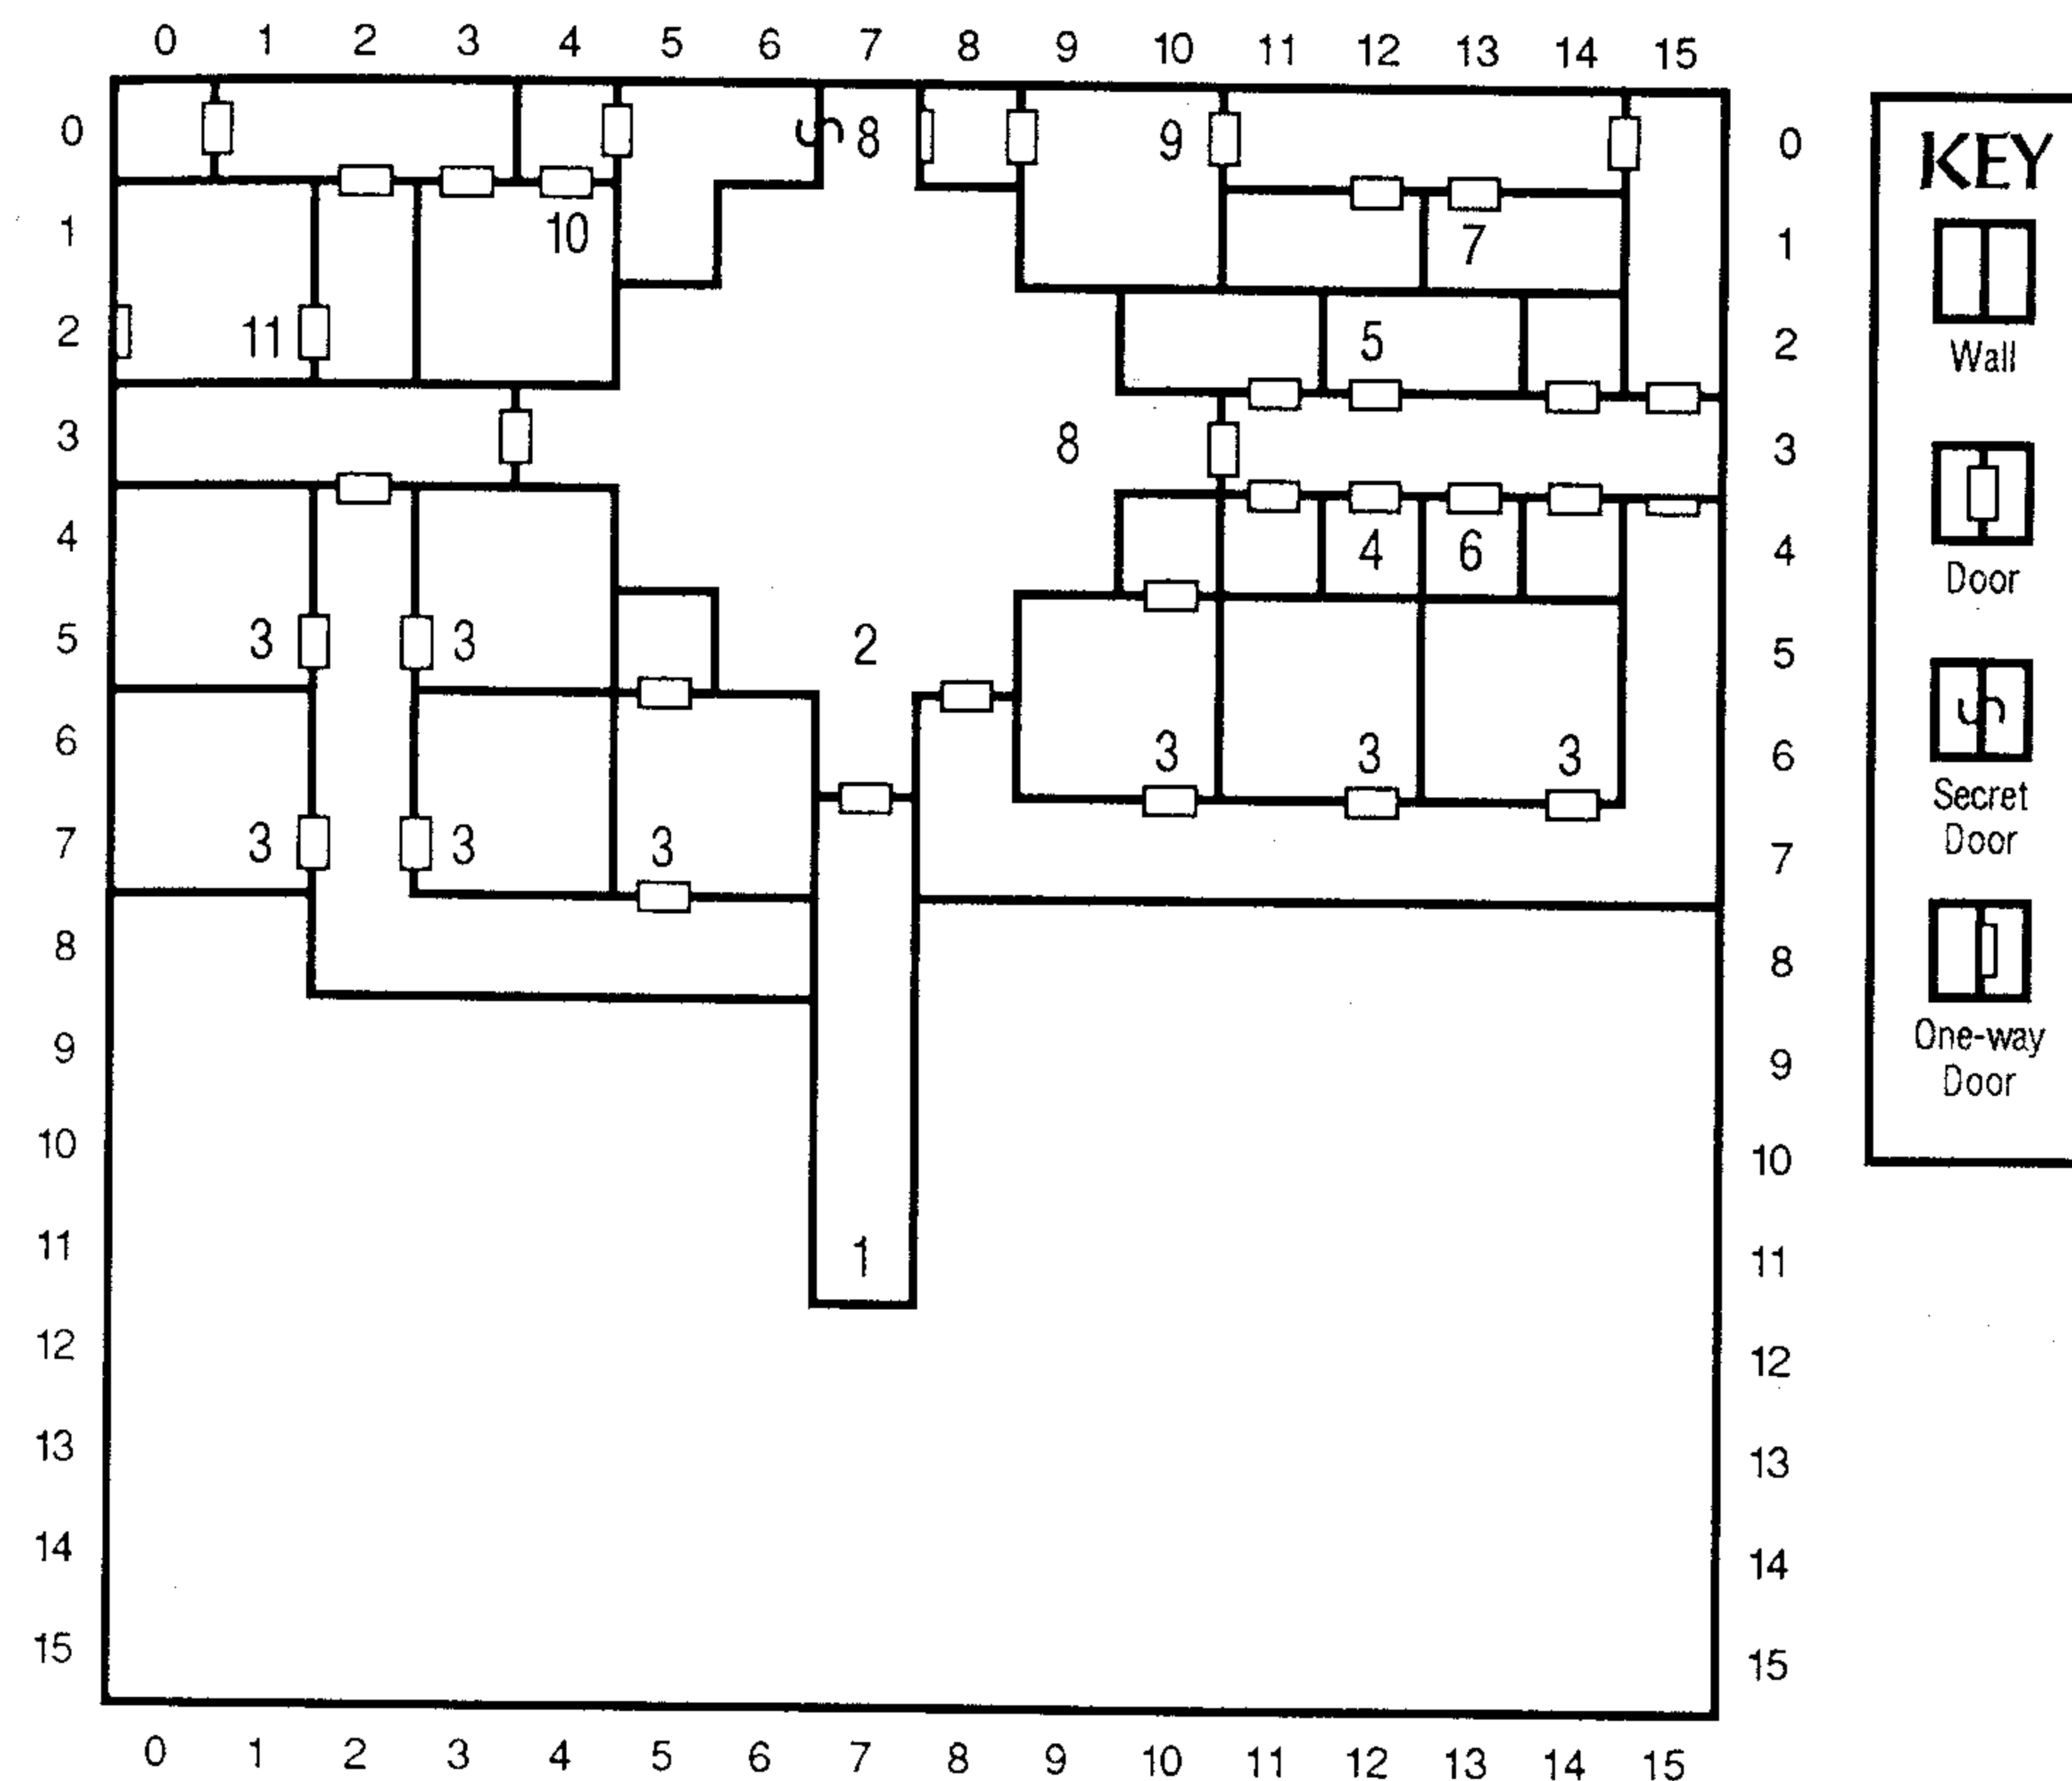 0 1 2 3 4 5 6 7 8 9 10 11 12 13 14 15
0 8 9 0
KEY
1 10 7 1
Wall
2 11 5 2
3 8 3
4 4 6 4
Door
5 3 3 2 5
6 3 3 3 6
Secret
Door
7 3 3 3 7
8 8
9 9
One-way
Door
10 10
11 1 11
12 12
13 13
14 14
15 15
0 1 2 3 4 5 6 7 8 9 10 11 12 13 14 15